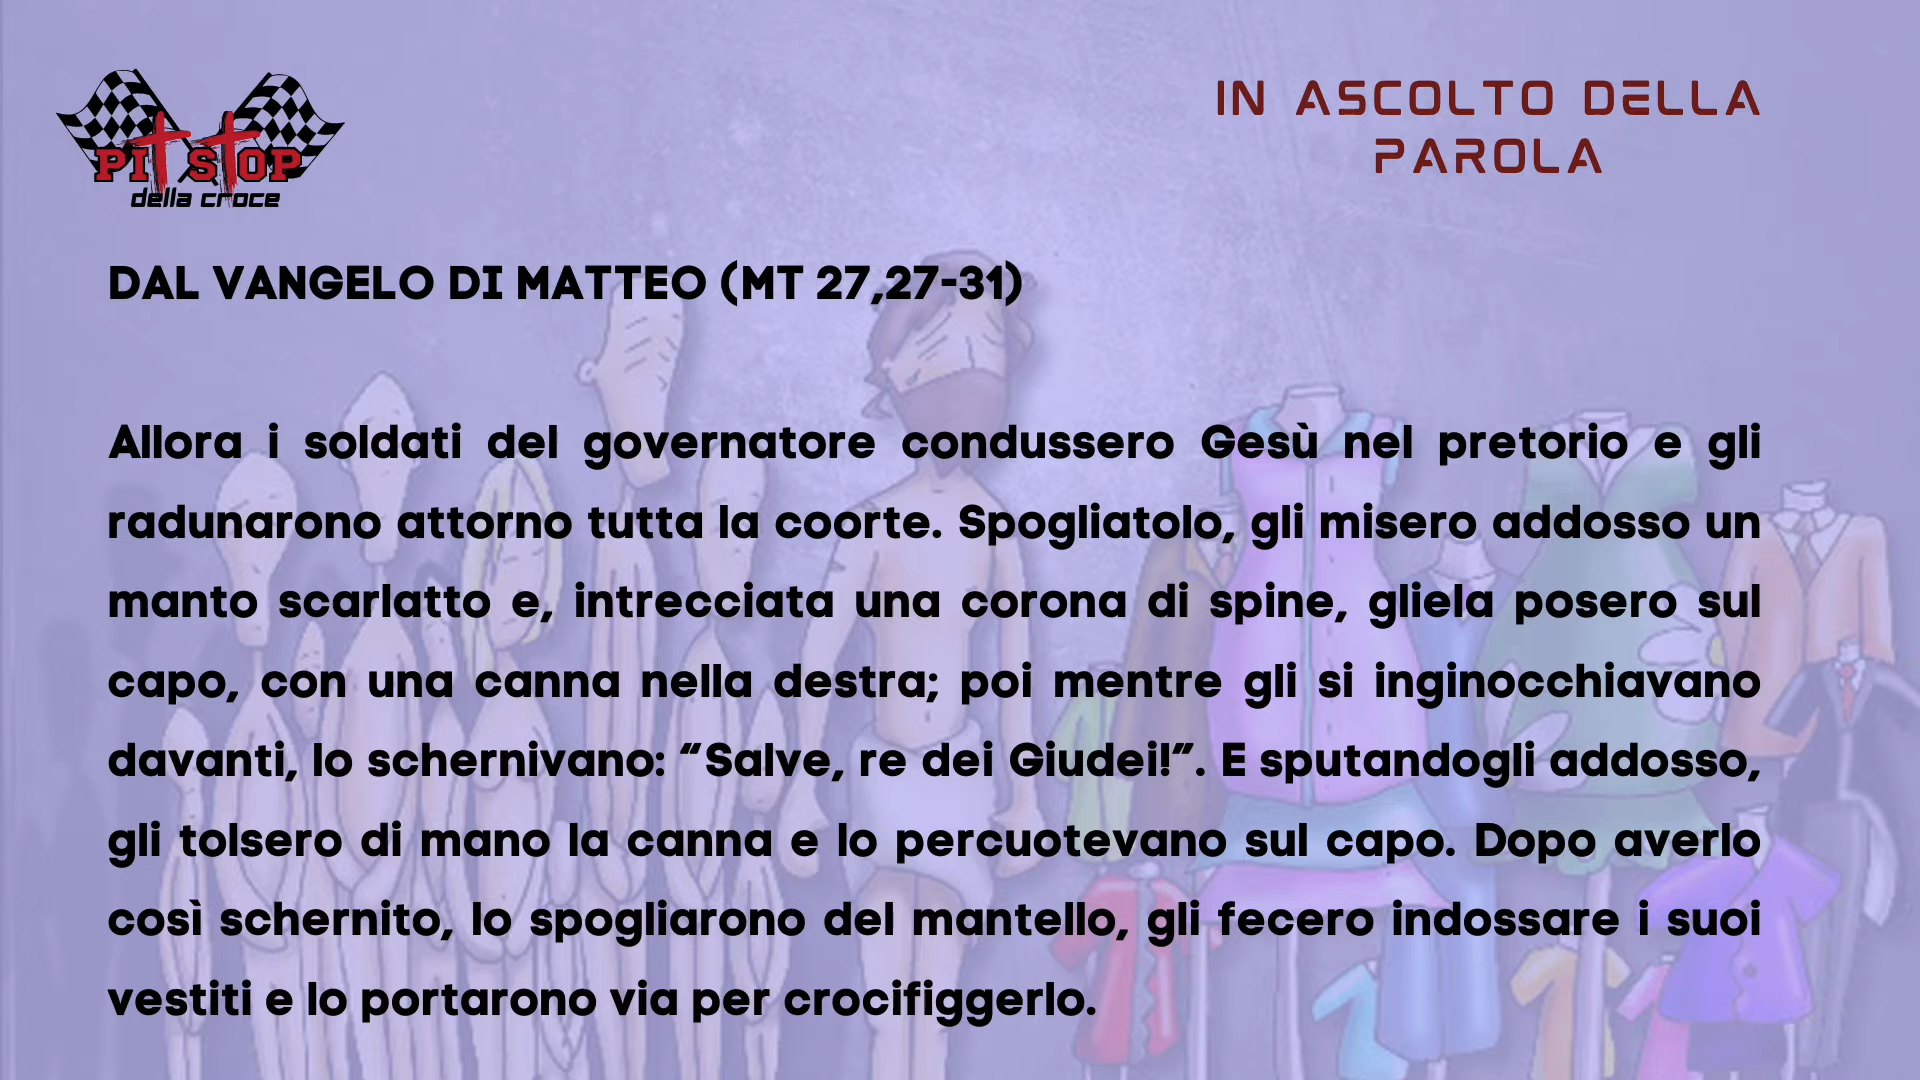 PIT STOP
della croce
IN ASCOLTO DELLA
PAROLA
DAL VANGELO DI MATTEO (MT 27,27-31)
Allora i soldati del governatore condussero Gesù nel pretorio e gli
radunarono attorno tutta la coorte. Spogliatolo, gli misero addosso un
manto scarlatto e, intrecciata una corona di spine, gliela posero sul
capo, con una canna nella destra; poi mentre gli si inginocchiavano
davanti, lo schernivano: “Salve, re dei Giudei!”. E sputandogli addosso,
gli tolsero di mano la canna e lo percuotevano sul capo. Dopo averlo
così schernito, lo spogliarono del mantello, gli fecero indossare i suoi
vestiti e lo portarono via per crocifiggerlo.